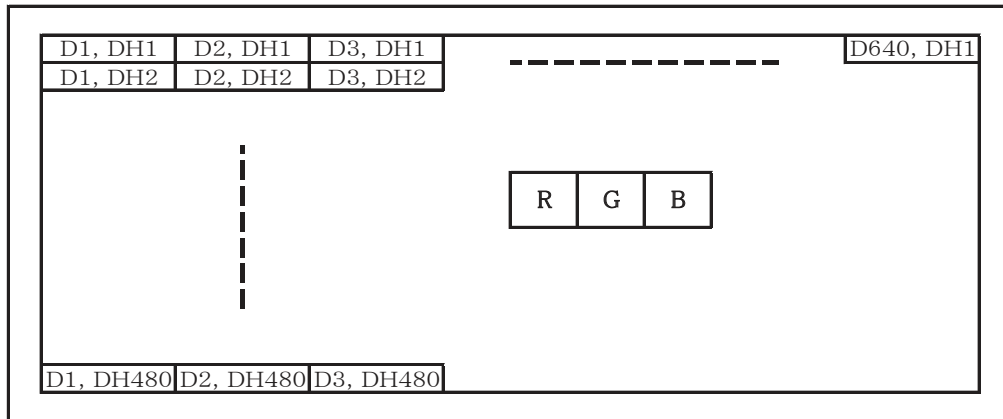 D1, DH1 D2, DH1 D3, DH1 D640, DH1
D1, DH2 D2, DH2 D3, DH2
R G B
D1, DH480 D2, DH480 D3, DH480